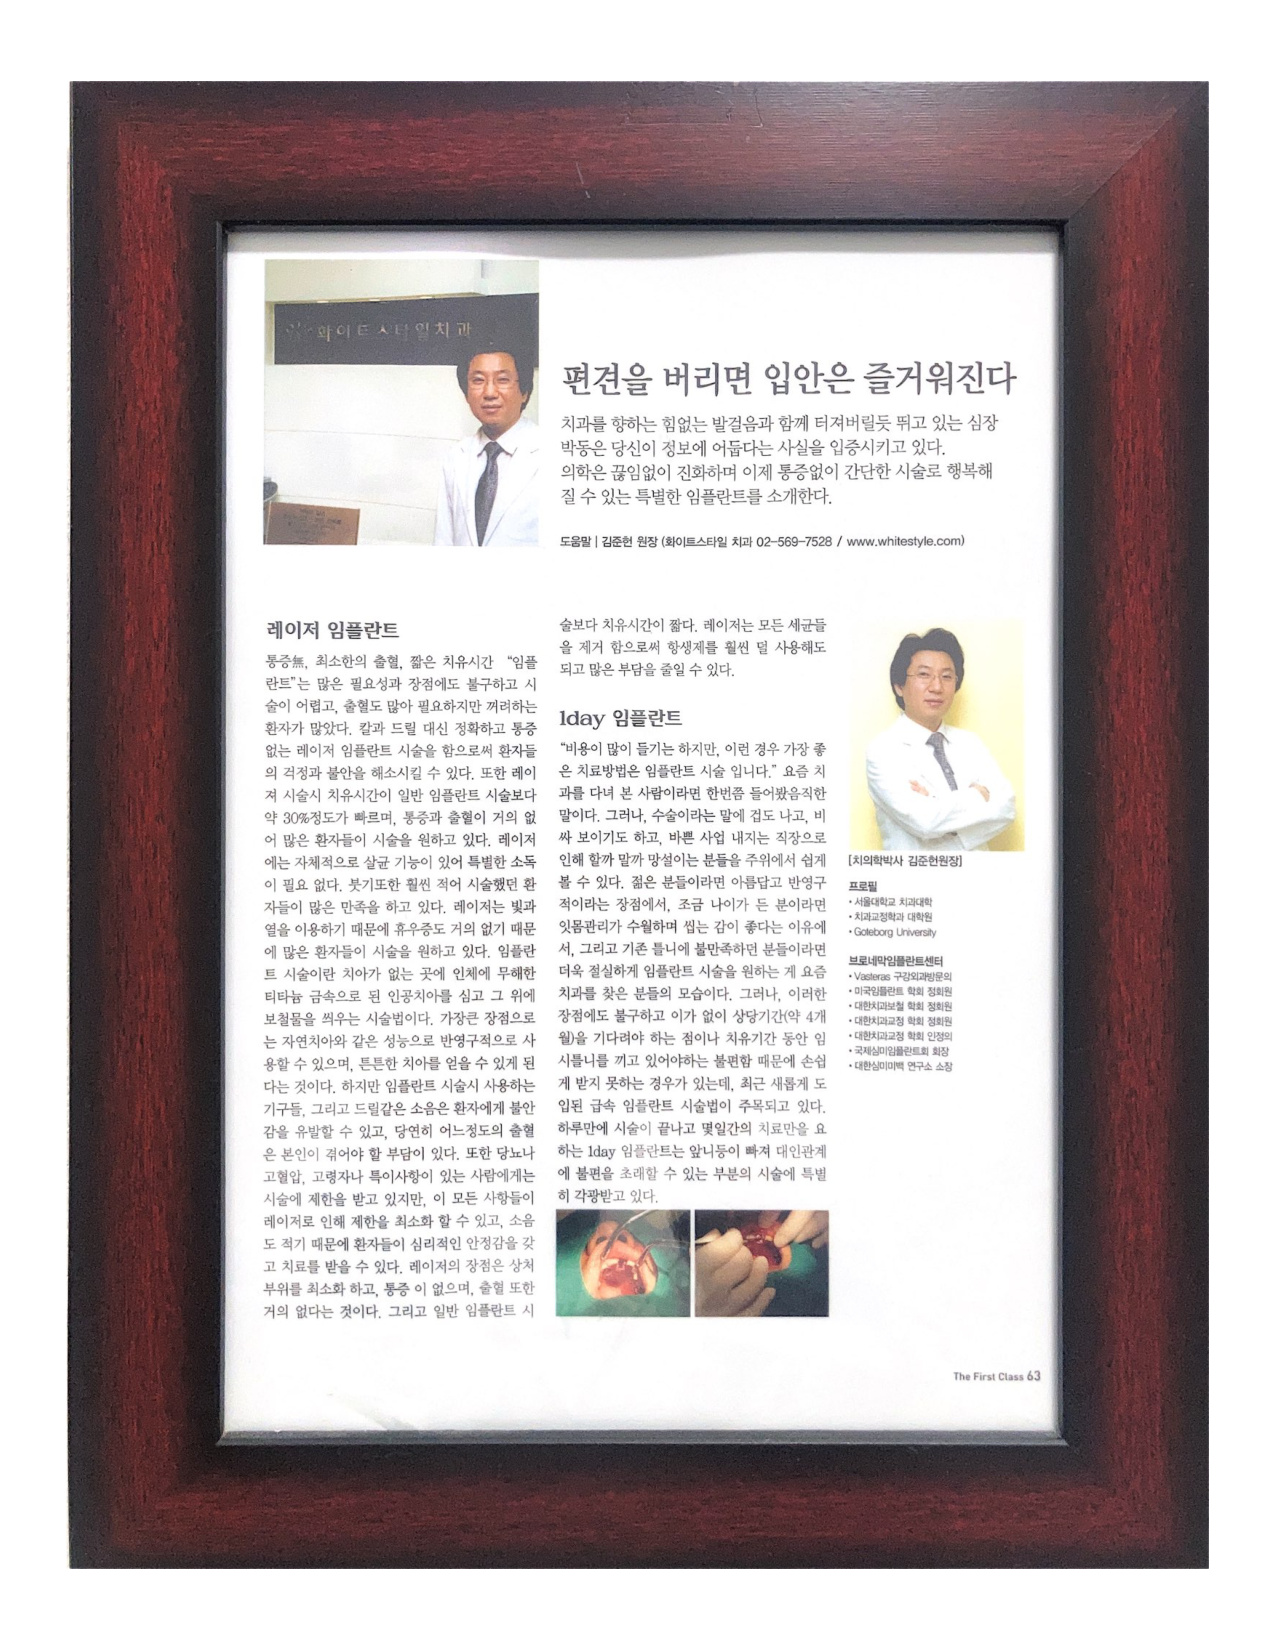 화이트스타일치과
편견을 버리면 입안은 즐거워진다
치과를 향하는 힘없는 발걸음과 함께 터져버릴듯 뛰고 있는 심장
박동은 당신이 정보에 어둡다는 사실을 입증시키고 있다.
의학은 끊임없이 진화하며 이제 통증없이 간단한 시술로 행복해
질 수 있는 특별한 임플란트를 소개한다.
도움말 | 김준헌 원장 (화이트스타일 치과 02-569-7528 / www.whitestyle.com)
레이저 임플란트
통증無, 최소한의 출혈, 짧은 치유시간 “임플
란트”는 많은 필요성과 장점에도 불구하고 시
술이 어렵고, 출혈도 많아 필요하지만 꺼려하는
환자가 많았다. 칼과 드릴 대신 정확하고 통증
없는 레이저 임플란트 시술을 함으로써 환자들
의 걱정과 불안을 해소시킬 수 있다. 또한 레이
져 시술시 치유시간이 일반 임플란트 시술보다
약 30%정도가 빠르며, 통증과 출혈이 거의 없
어 많은 환자들이 시술을 원하고 있다. 레이저
에는 자체적으로 살균 기능이 있어 특별한 소독
이 필요 없다. 붓기또한 훨씬 적어 시술했던 환
자들이 많은 만족을 하고 있다. 레이저는 빛과
열을 이용하기 때문에 휴우증도 거의 없기 때문
에 많은 환자들이 시술을 원하고 있다. 임플란
트 시술이란 치아가 없는 곳에 인체에 무해한
티타늄 금속으로 된 인공치아를 심고 그 위에
보철물을 씌우는 시술법이다. 가장큰 장점으로
는 자연치아와 같은 성능으로 반영구적으로 사
용할 수 있으며, 튼튼한 치아를 얻을 수 있게 된
다는 것이다. 하지만 임플란트 시술시 사용하는
기구들, 그리고 드릴같은 소음은 환자에게 불안
감을 유발할 수 있고, 당연히 어느정도의 출혈
은 본인이 겪어야 할 부담이 있다. 또한 당뇨나
고혈압, 고령자나 특이사항이 있는 사람에게는
시술에 제한을 받고 있지만, 이 모든 사항들이
레이저로 인해 제한을 최소화 할 수 있고, 소음
도 적기 때문에 환자들이 심리적인 안정감을 갖
고 치료를 받을 수 있다. 레이저의 장점은 상처
부위를 최소화 하고, 통증 이 없으며, 출혈 또한
거의 없다는 것이다. 그리고 일반 임플란트 시
술보다 치유시간이 짧다. 레이저는 모든 세균들
을 제거 함으로써 항생제를 훨씬 덜 사용해도
되고 많은 부담을 줄일 수 있다.
1day 임플란트
“비용이 많이 들기는 하지만, 이런 경우 가장 좋
은 치료방법은 임플란트 시술 입니다.” 요즘 치
과를 다녀 본 사람이라면 한번쯤 들어봤음직한
말이다. 그러나, 수술이라는 말에 겁도 나고, 비
싸 보이기도 하고, 바쁜 사업 내지는 직장으로
인해 할까 말까 망설이는 분들을 주위에서 쉽게
볼 수 있다. 젊은 분들이라면 아름답고 반영구
적이라는 장점에서, 조금 나이가 든 분이라면
잇몸관리가 수월하며 씹는 감이 좋다는 이유에
서, 그리고 기존 틀니에 불만족하던 분들이라면
더욱 절실하게 임플란트 시술을 원하는 게 요즘
치과를 찾은 분들의 모습이다. 그러나, 이러한
장점에도 불구하고 이가 없이 상당기간(약 4개
월)을 기다려야 하는 점이나 치유기간 동안 임
시틀니를 끼고 있어야하는 불편함 때문에 손쉽
게 받지 못하는 경우가 있는데, 최근 새롭게 도
입된 급속 임플란트 시술법이 주목되고 있다.
하루만에 시술이 끝나고 몇일간의 치료만을 요
하는 1day 임플란트는 앞니등이 빠져 대인관계
에 불편을 초래할 수 있는 부분의 시술에 특별
히 각광받고 있다.
[치의학박사 김준헌원장]
프로필
• 서울대학교 치과대학
• 치과교정학과 대학원
• Goteborg University
브로네막임플란트센터
• Vasteras 구강외과방문의
• 미국임플란트 학회 정회원
• 대한치과보철 학회 정회원
• 대한치과교정 학회 정회원
• 대한치과교정 학회 인정의
• 국제심미임플란트회 회장
• 대한심미미백 연구소 소장
The First Class 63